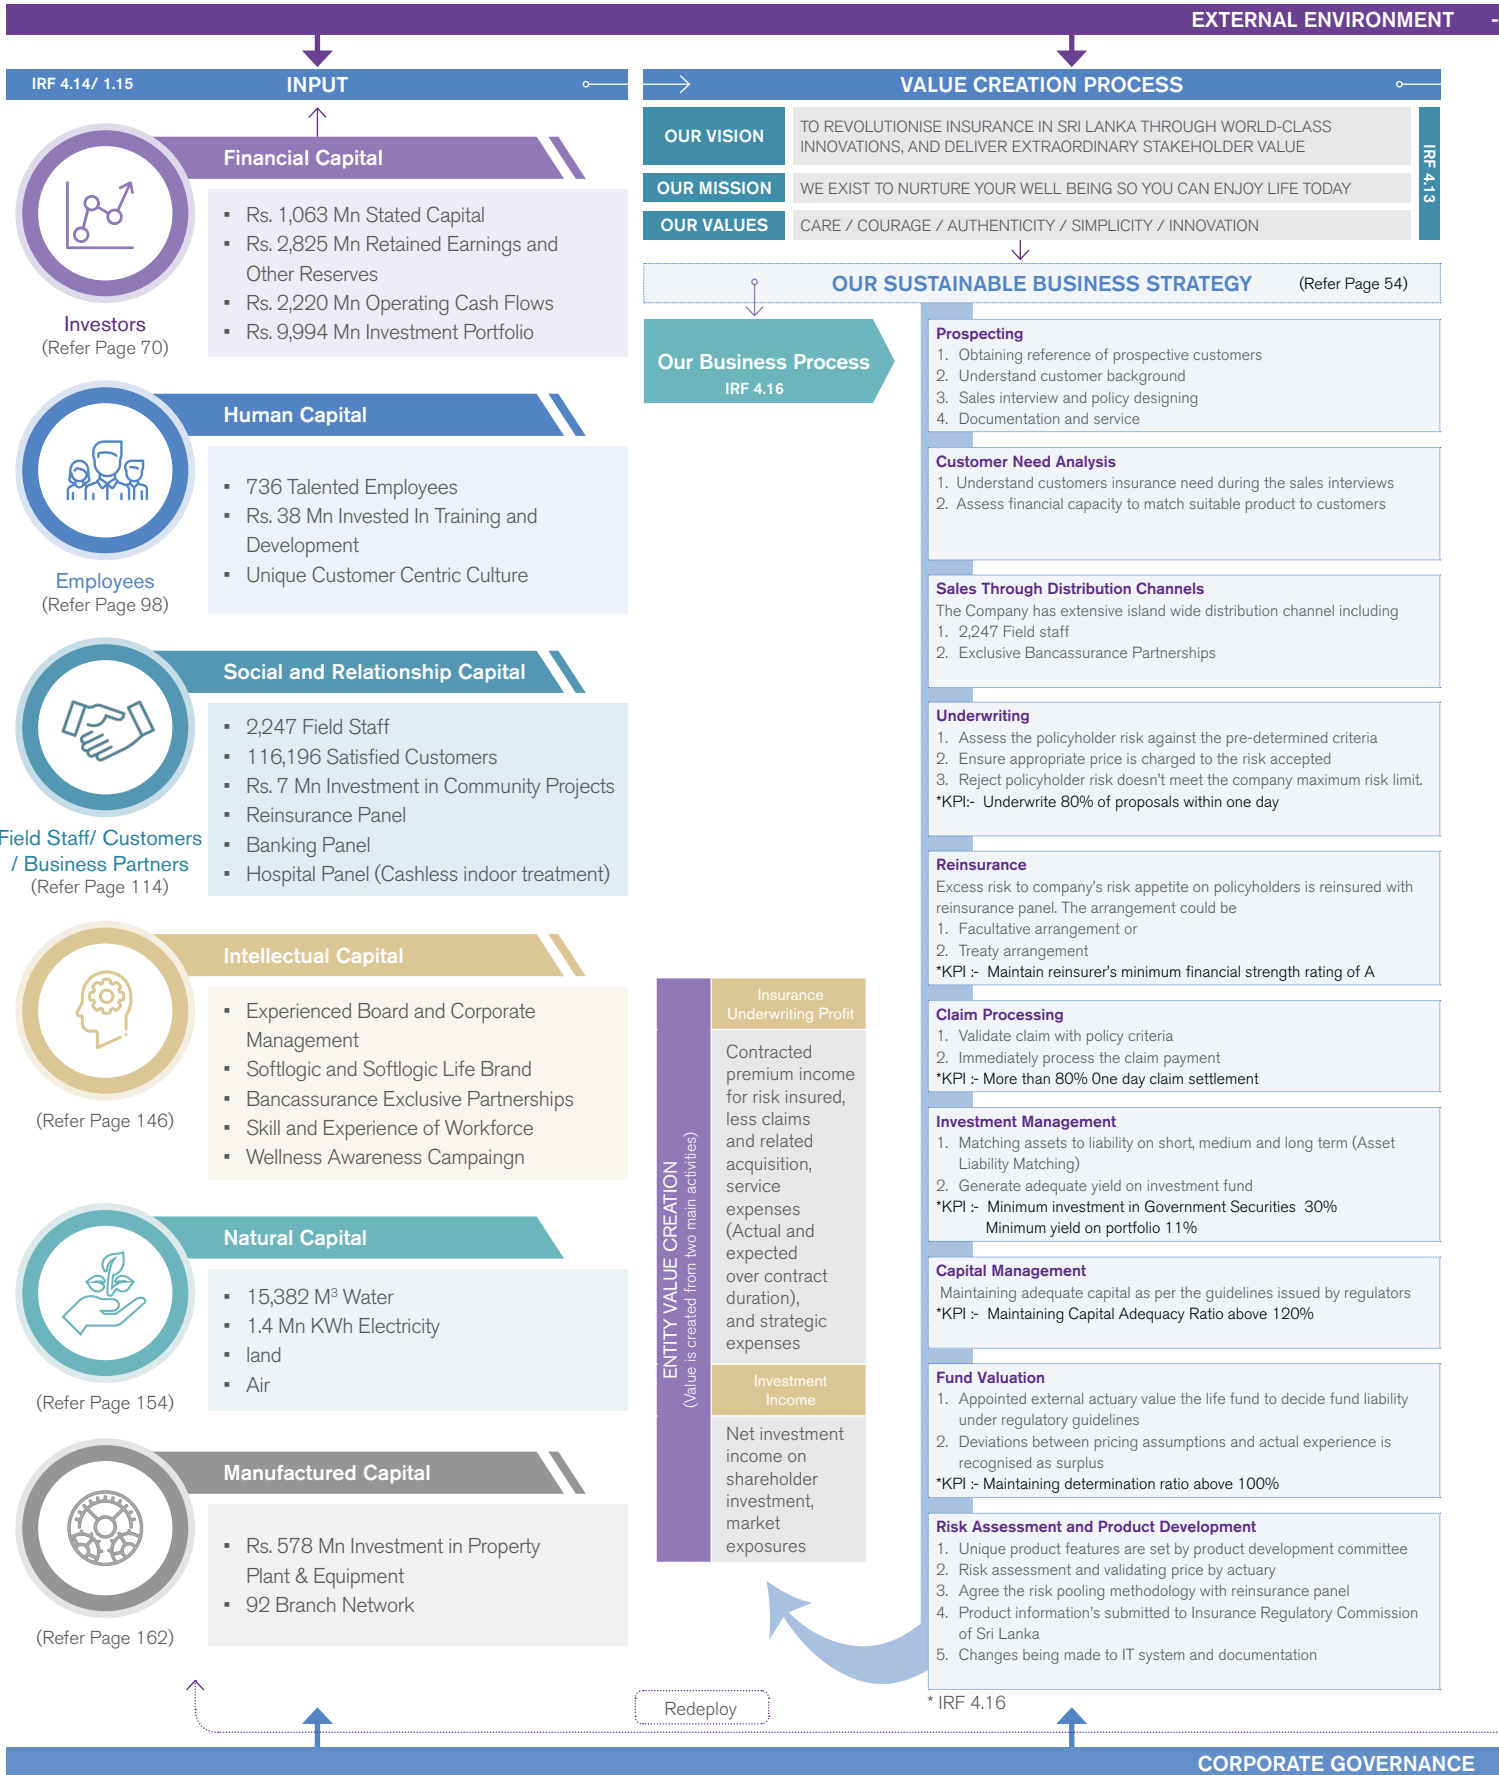 EXTERNAL ENVIRONMENT -
IRF 4.14/ 1.15
INPUT
Financial Capital
• Rs. 1,063 Mn Stated Capital
• Rs. 2,825 Mn Retained Earnings and
Other Reserves
• Rs. 2,220 Mn Operating Cash Flows
• Rs. 9,994 Mn Investment Portfolio
Investors
(Refer Page 70)
Human Capital
• 736 Talented Employees
• Rs. 38 Mn Invested In Training and
Development
• Unique Customer Centric Culture
Employees
(Refer Page 98)
Social and Relationship Capital
• 2,247 Field Staff
• 116,196 Satisfied Customers
• Rs. 7 Mn Investment in Community Projects
• Reinsurance Panel
• Banking Panel
• Hospital Panel (Cashless indoor treatment)
Field Staff/ Customers
/ Business Partners
(Refer Page 114)
Intellectual Capital
• Experienced Board and Corporate
Management
• Softlogic and Softlogic Life Brand
• Bancassurance Exclusive Partnerships
• Skill and Experience of Workforce
• Wellness Awareness Campaingn
(Refer Page 146)
Natural Capital
• 15,382 M³ Water
• 1.4 Mn KWh Electricity
• land
• Air
(Refer Page 154)
Manufactured Capital
• Rs. 578 Mn Investment in Property
Plant & Equipment
• 92 Branch Network
(Refer Page 162)
VALUE CREATION PROCESS
OUR VISION
TO REVOLUTIONISE INSURANCE IN SRI LANKA THROUGH WORLD-CLASS
INNOVATIONS, AND DELIVER EXTRAORDINARY STAKEHOLDER VALUE
OUR MISSION
WE EXIST TO NURTURE YOUR WELL BEING SO YOU CAN ENJOY LIFE TODAY
OUR VALUES
CARE / COURAGE / AUTHENTICITY / SIMPLICITY / INNOVATION
IRF 4.13
OUR SUSTAINABLE BUSINESS STRATEGY (Refer Page 54)
Our Business Process
IRF 4.16
Prospecting
1. Obtaining reference of prospective customers
2. Understand customer background
3. Sales interview and policy designing
4. Documentation and service
Customer Need Analysis
1. Understand customers insurance need during the sales interviews
2. Assess financial capacity to match suitable product to customers
Sales Through Distribution Channels
The Company has extensive island wide distribution channel including
1. 2,247 Field staff
2. Exclusive Bancassurance Partnerships
Underwriting
1. Assess the policyholder risk against the pre-determined criteria
2. Ensure appropriate price is charged to the risk accepted
3. Reject policyholder risk doesn't meet the company maximum risk limit.
*KPI:- Underwrite 80% of proposals within one day
Reinsurance
Excess risk to company's risk appetite on policyholders is reinsured with
reinsurance panel. The arrangement could be
1. Facultative arrangement or
2. Treaty arrangement
*KPI :- Maintain reinsurer's minimum financial strength rating of A
Claim Processing
1. Validate claim with policy criteria
2. Immediately process the claim payment
*KPI :- More than 80% 0ne day claim settlement
Investment Management
1. Matching assets to liability on short, medium and long term (Asset
Liability Matching)
2. Generate adequate yield on investment fund
*KPI :- Minimum investment in Government Securities 30%
Minimum yield on portfolio 11%
Capital Management
Maintaining adequate capital as per the guidelines issued by regulators
*KPI :- Maintaining Capital Adequacy Ratio above 120%
Fund Valuation
1. Appointed external actuary value the life fund to decide fund liability
under regulatory guidelines
2. Deviations between pricing assumptions and actual experience is
recognised as surplus
*KPI :- Maintaining determination ratio above 100%
Risk Assessment and Product Development
1. Unique product features are set by product development committee
2. Risk assessment and validating price by actuary
3. Agree the risk pooling methodology with reinsurance panel
4. Product information's submitted to Insurance Regulatory Commission
of Sri Lanka
5. Changes being made to IT system and documentation
* IRF 4.16
ENTITY VALUE CREATION
(Value is created from two main activities)
Insurance
Underwriting Profit
Contracted
premium income
for risk insured,
less claims
and related
acquisition,
service
expenses
(Actual and
expected
over contract
duration),
and strategic
expenses
Investment
Income
Net investment
income on
shareholder
investment,
market
exposures
Redeploy
CORPORATE GOVERNANCE